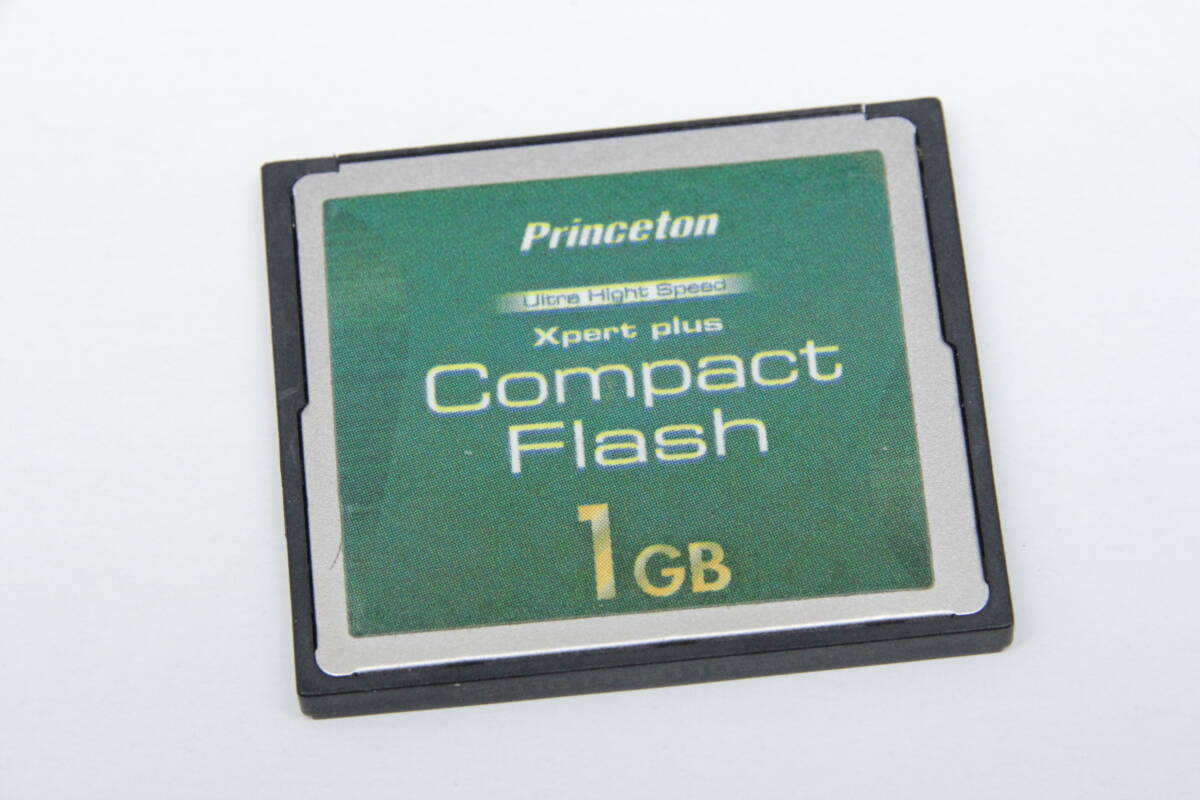 Princeton
Ultra Hight Speed
Xpert plus
Compact
Flash
1GB